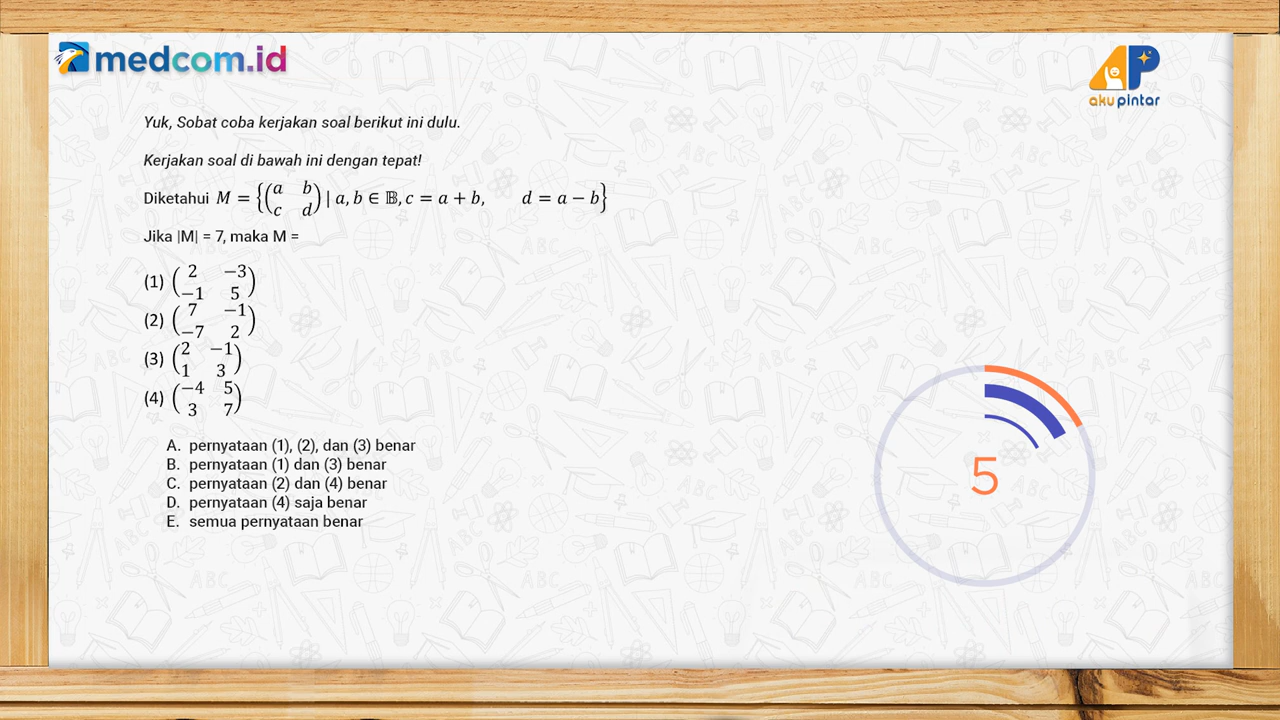 medcom.id
AP
aku pintar
Yuk, Sobat coba kerjakan soal berikut ini dulu.
Kerjakan soal di bawah ini dengan tepat!
Diketahui M = {(a b
c d) | a, b ∈ 𝔹, c = a + b, d = a − b}
Jika |M| = 7, maka M =
(1) (2 −3
−1 5)
(2) (7 −1
−7 2)
(3) (2 −1
1 3)
(4) (−4 5
3 7)
A. pernyataan (1), (2), dan (3) benar
B. pernyataan (1) dan (3) benar
C. pernyataan (2) dan (4) benar
D. pernyataan (4) saja benar
E. semua pernyataan benar
5
ABC